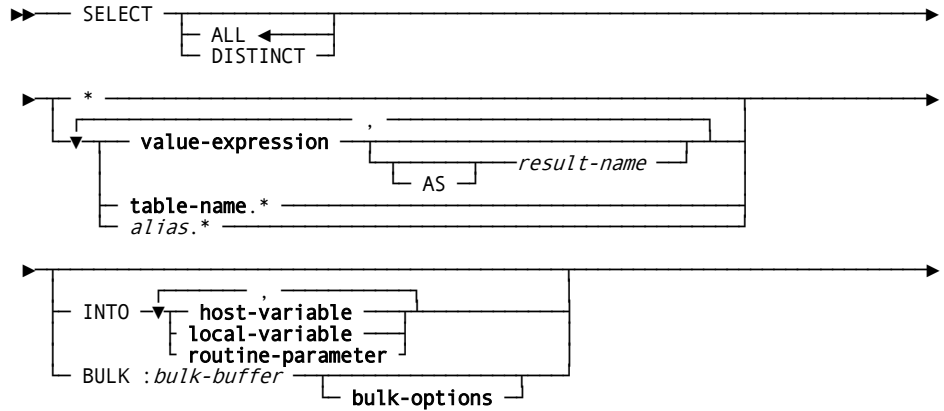 SELECT
ALL
DISTINCT
*
,
value-expression
AS
result-name
table-name.*
alias.*
,
INTO
host-variable
local-variable
routine-parameter
BULK :bulk-buffer
bulk-options